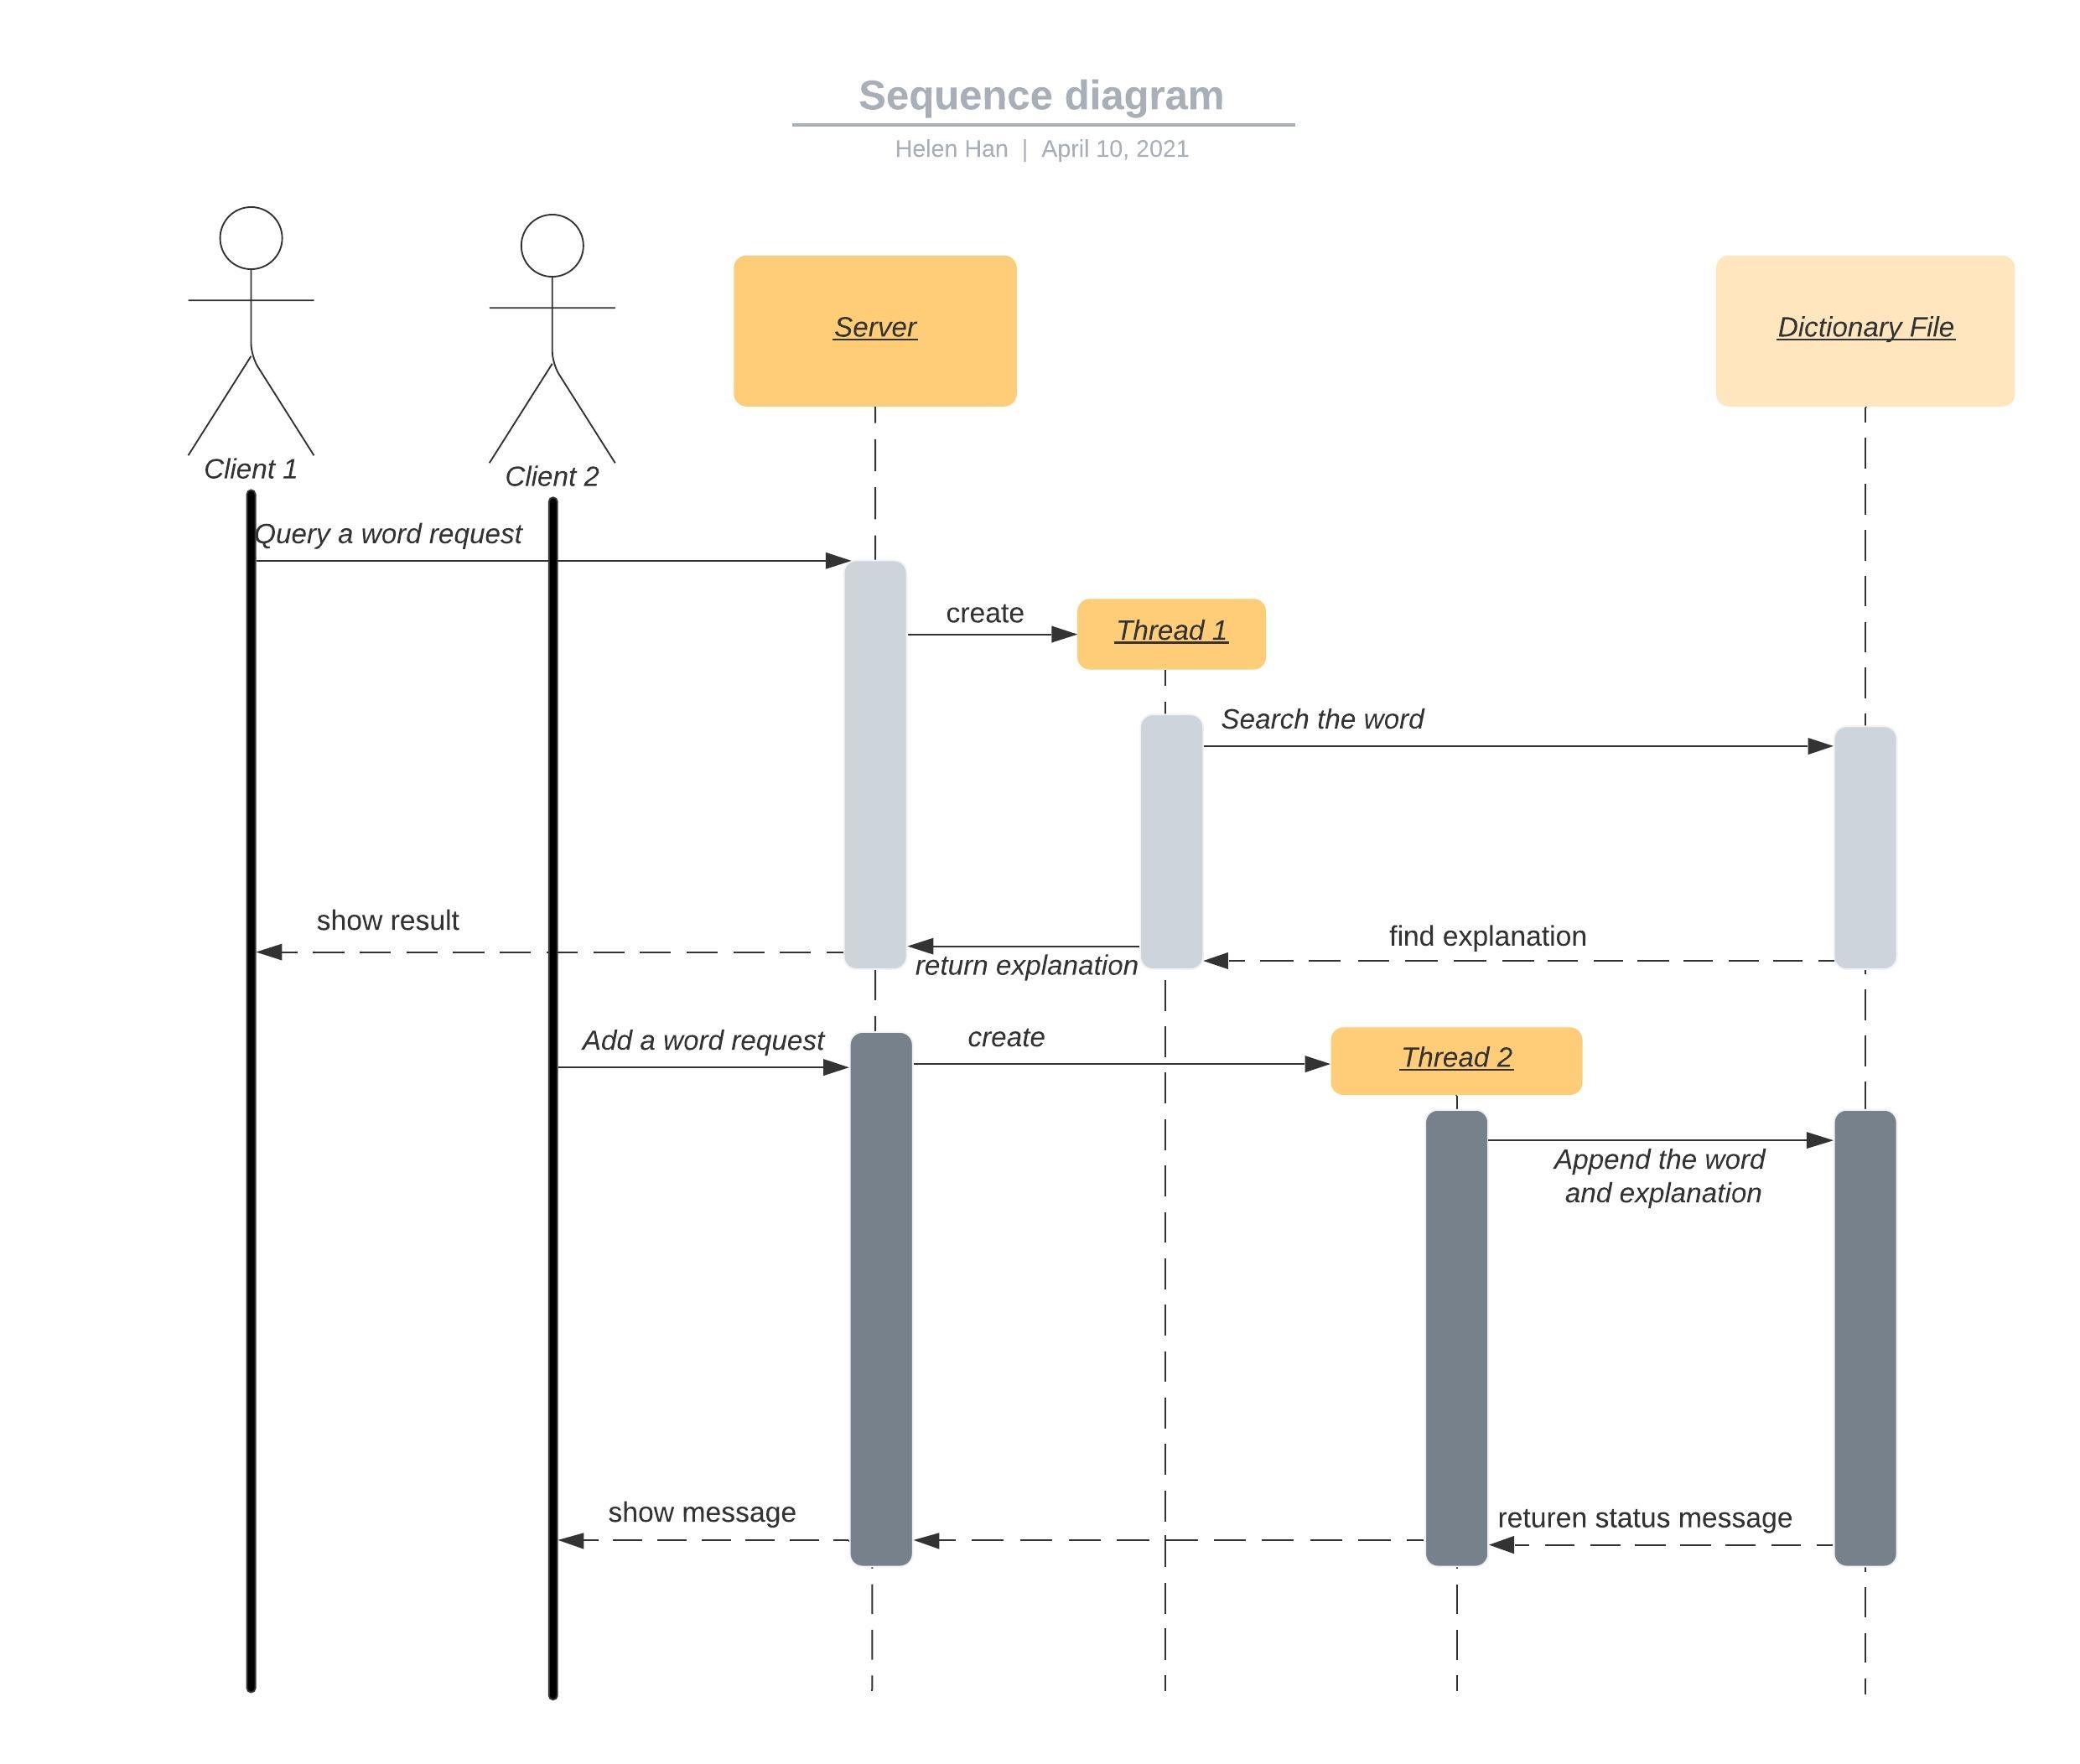 Sequence diagram
Helen Han | April 10, 2021
Server
Dictionary File
Client 1
Client 2
Query a word request
create
Thread 1
Search the word
show result
find explanation
return explanation
Add a word request
create
Thread 2
Append the word
and explanation
show message
returen status message